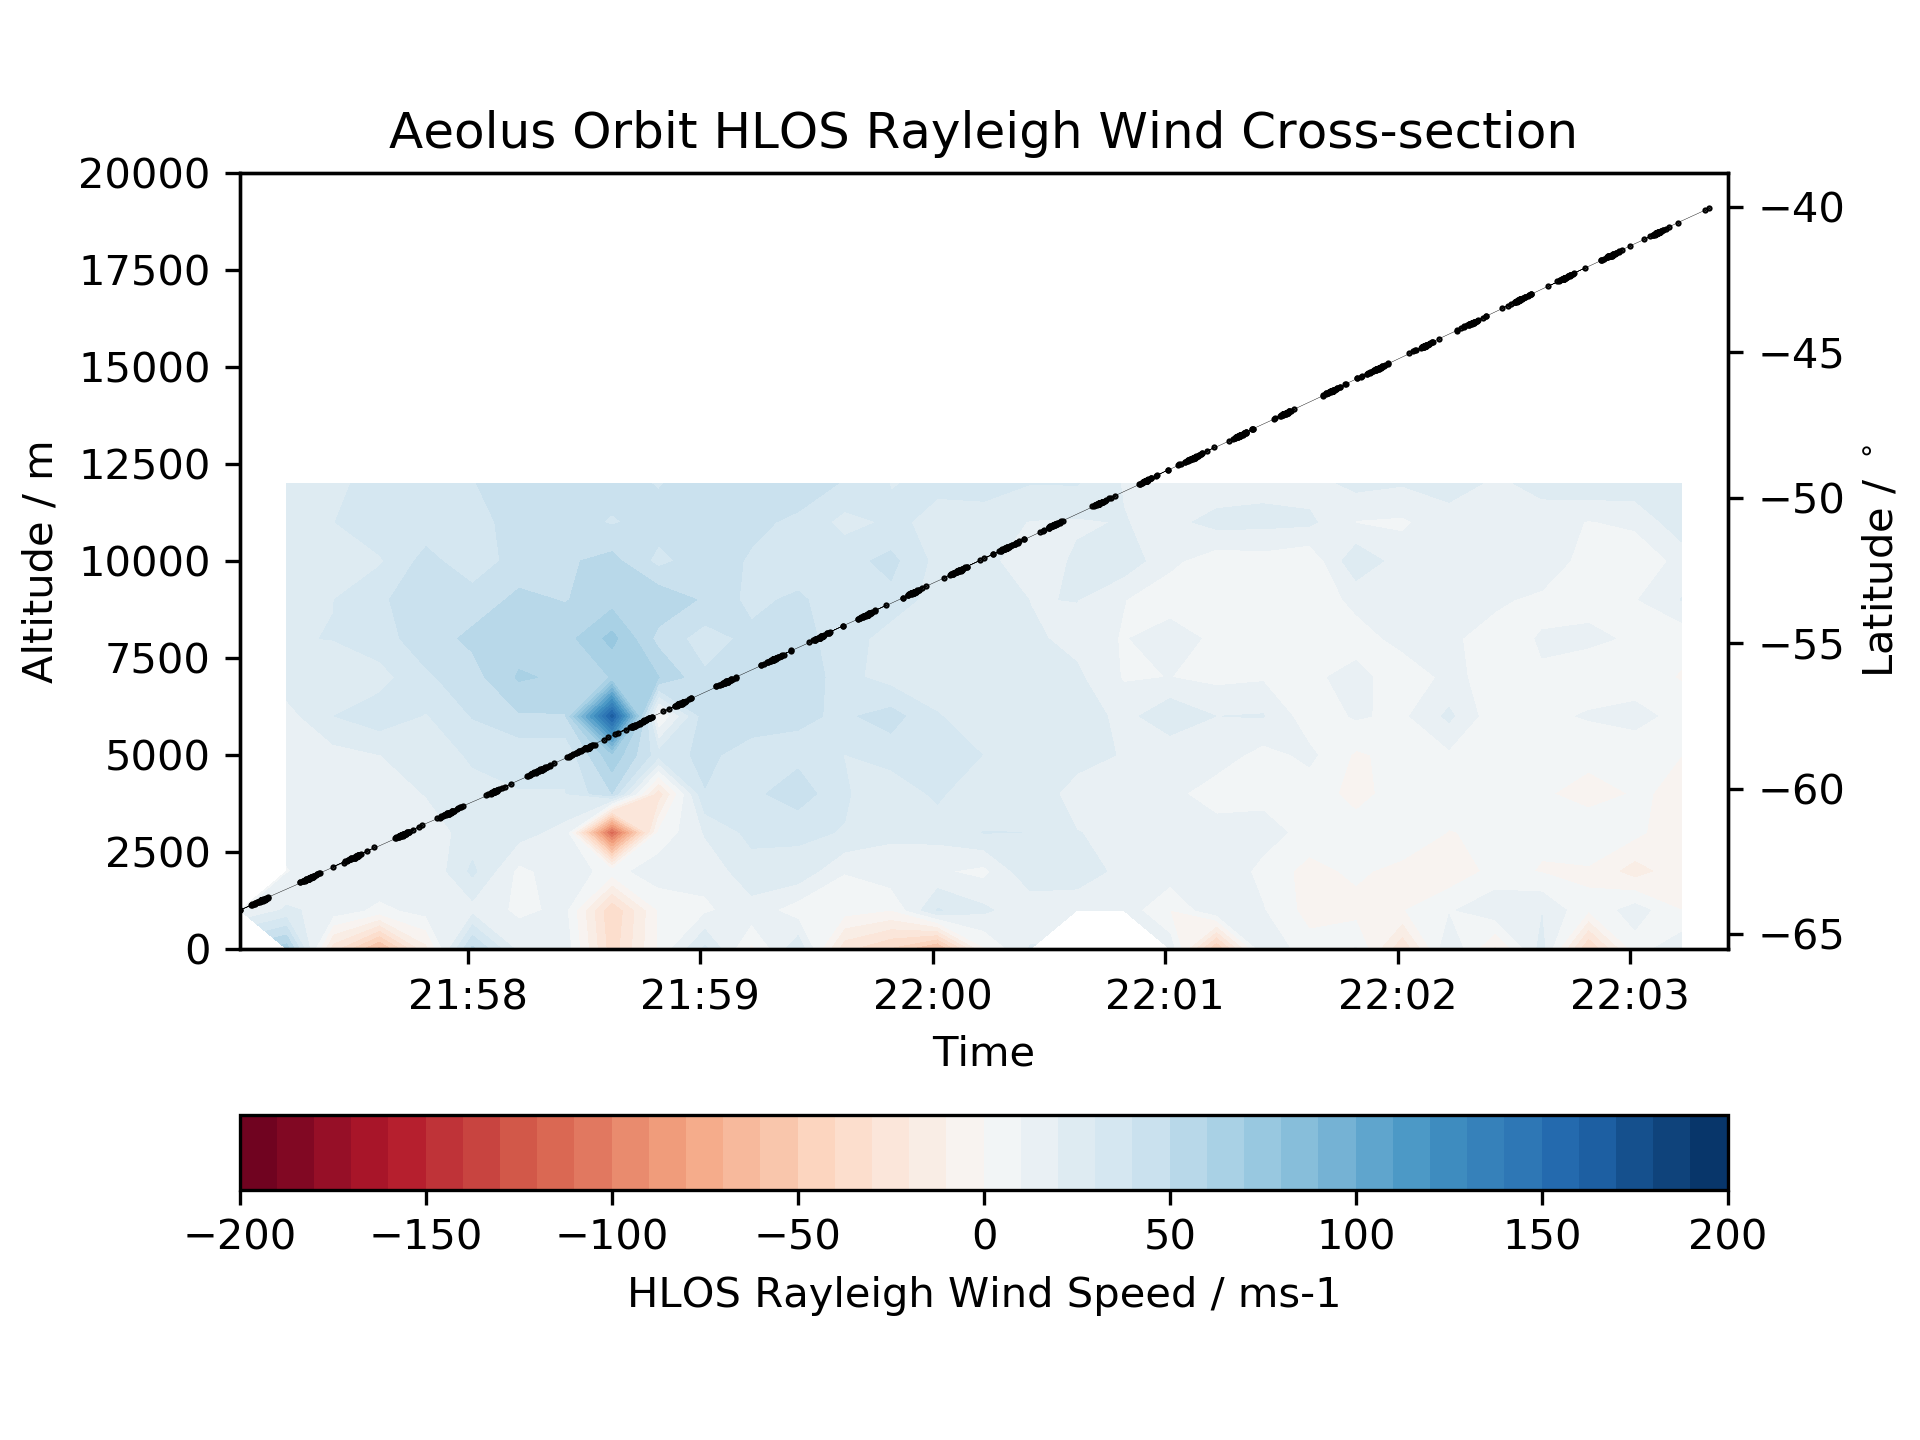 Aeolus Orbit HLOS Rayleigh Wind Cross-section
20000
17500
15000
12500
10000
7500
5000
2500
0
Altitude / m
−40
−45
−50
−55
−60
−65
Latitude / °
21:58 21:59 22:00 22:01 22:02 22:03
Time
−200 −150 −100 −50 0 50 100 150 200
HLOS Rayleigh Wind Speed / ms-1